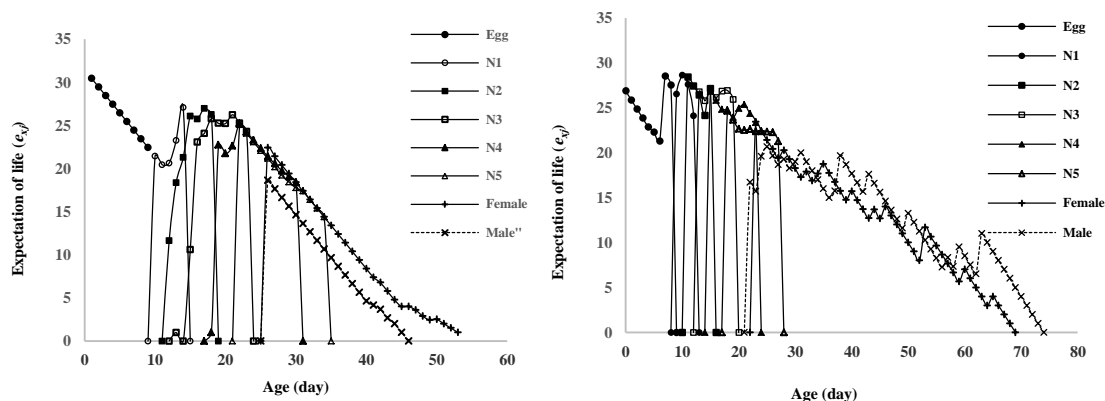 35
30
25
20
15
10
5
0
Expectation of life (exj)
0 10 20 30 40 50 60
Age (day)
Egg
N1
N2
N3
N4
N5
Female
Male"
35
30
25
20
15
10
5
0
Expectation of life (exj)
0 10 20 30 40 50 60 70 80
Age (day)
Egg
N1
N2
N3
N4
N5
Female
Male